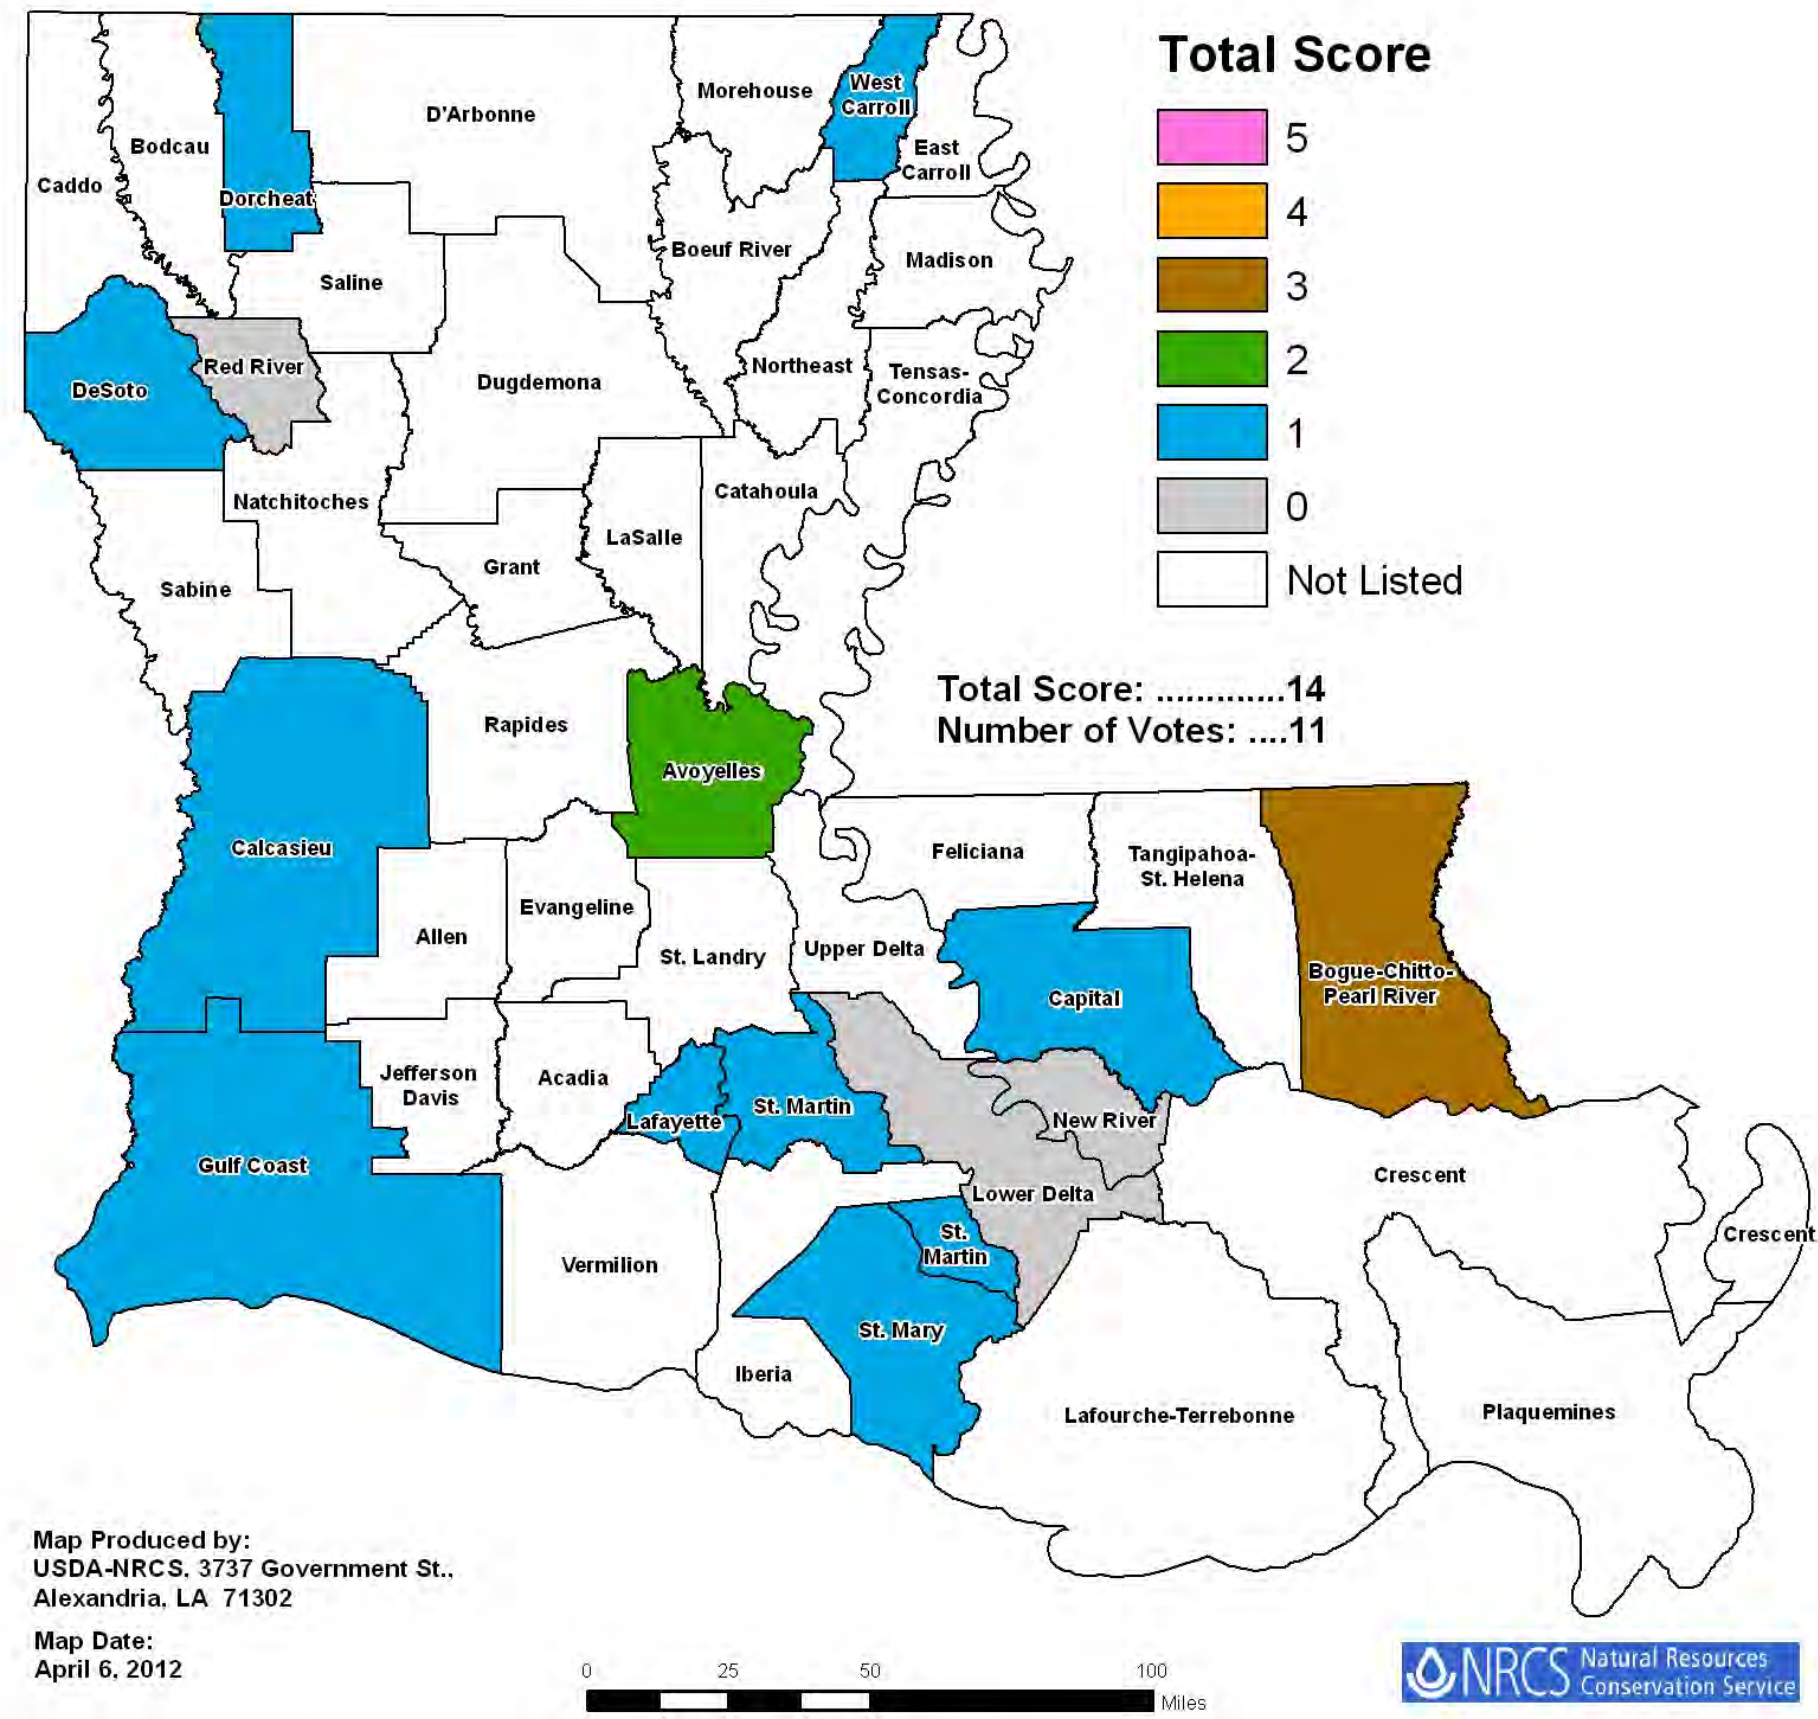 Total Score
5
4
3
2
1
0
Not Listed
Total Score: .............14
Number of Votes: ....11
Morehouse
West
Carroll
D'Arbonne
Bodcau
East
Carroll
Caddo
Dorcheat
Boeuf River
Madison
Saline
Red River
Northeast
Tensas-
Concordia
Dugdemona
DeSoto
Natchitoches
Catahoula
LaSalle
Grant
Sabine
Rapides
Avoyelles
Calcasieu
Feliciana
Tangipahoa-
St. Helena
Evangeline
Allen
St. Landry
Upper Delta
Capital
Bogue-Chitto-
Pearl River
Jefferson
Davis
Acadia
St. Martin
Lafayette
New River
Gulf Coast
Crescent
Lower Delta
St.
Martin
Crescent
Vermilion
St. Mary
Iberia
Lafourche-Terrebonne
Plaquemines
Map Produced by:
USDA-NRCS, 3737 Government St.,
Alexandria, LA 71302
Map Date:
April 6, 2012
0 25 50 100
Miles
NRCS Natural Resources
Conservation Service